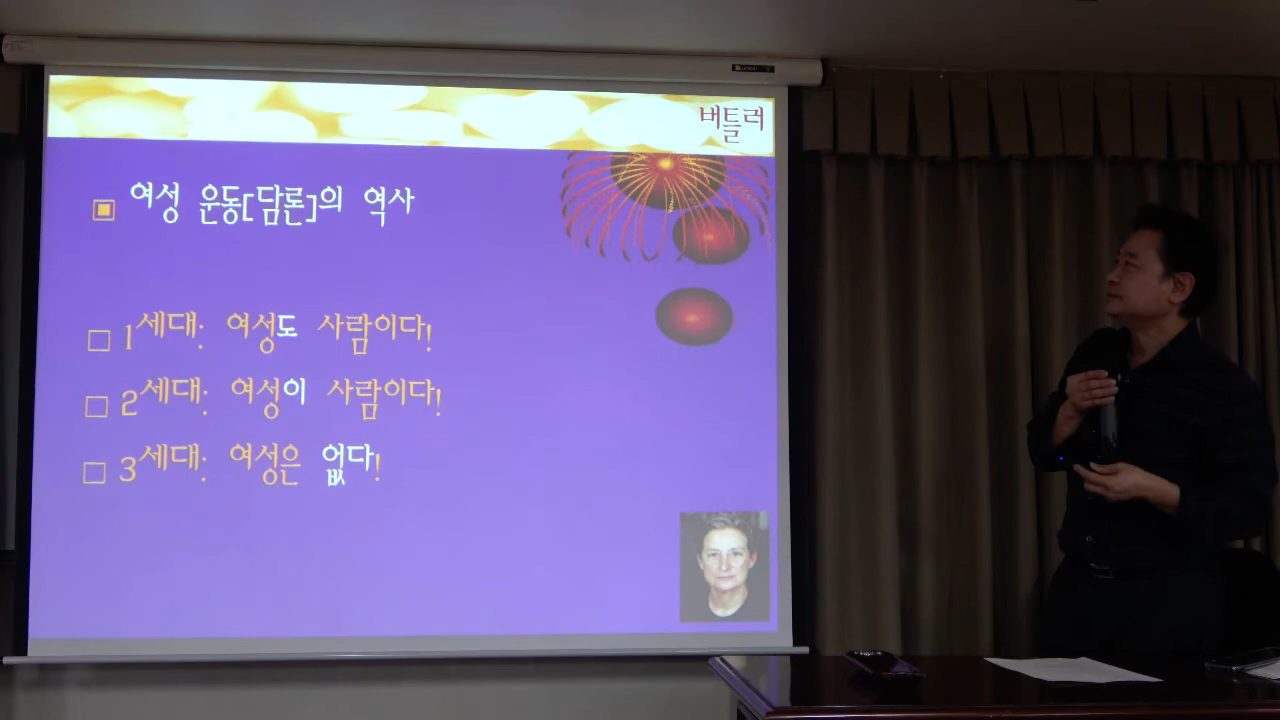 버틀러
여성 운동[담론]의 역사
1세대: 여성도 사람이다!
2세대: 여성이 사람이다!
3세대: 여성은 없다!